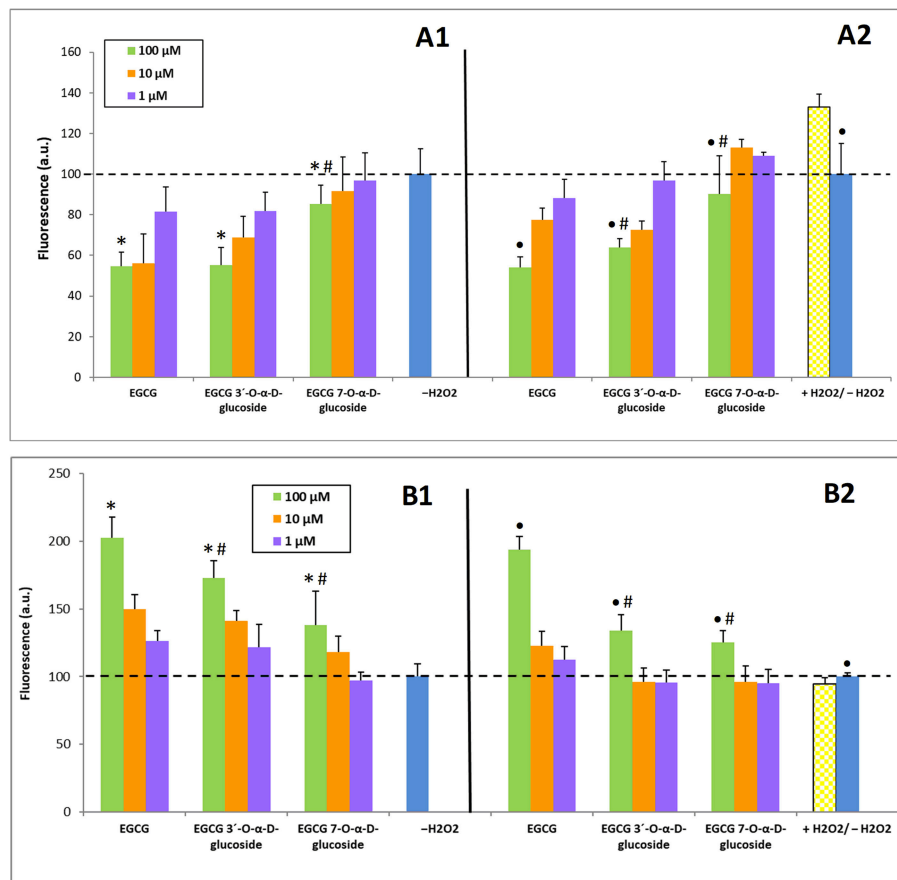 A1
A2
100 µM
10 µM
1 µM
Fluorescence (a.u.)
160
140
120
100
80
60
40
20
0
*
*
* #
•
• #
• #
•
EGCG
EGCG 3´-O-α-D-
glucoside
EGCG 7-O-α-D-
glucoside
−H2O2
EGCG
EGCG 3´-O-α-D-
glucoside
EGCG 7-O-α-D-
glucoside
+ H2O2/ − H2O2
B1
B2
100 µM
10 µM
1 µM
Fluorescence (a.u.)
250
200
150
100
50
0
*
* #
* #
•
• #
• #
•
EGCG
EGCG 3´-O-α-D-
glucoside
EGCG 7-O-α-D-
glucoside
−H2O2
EGCG
EGCG 3´-O-α-D-
glucoside
EGCG 7-O-α-D-
glucoside
+ H2O2/ − H2O2